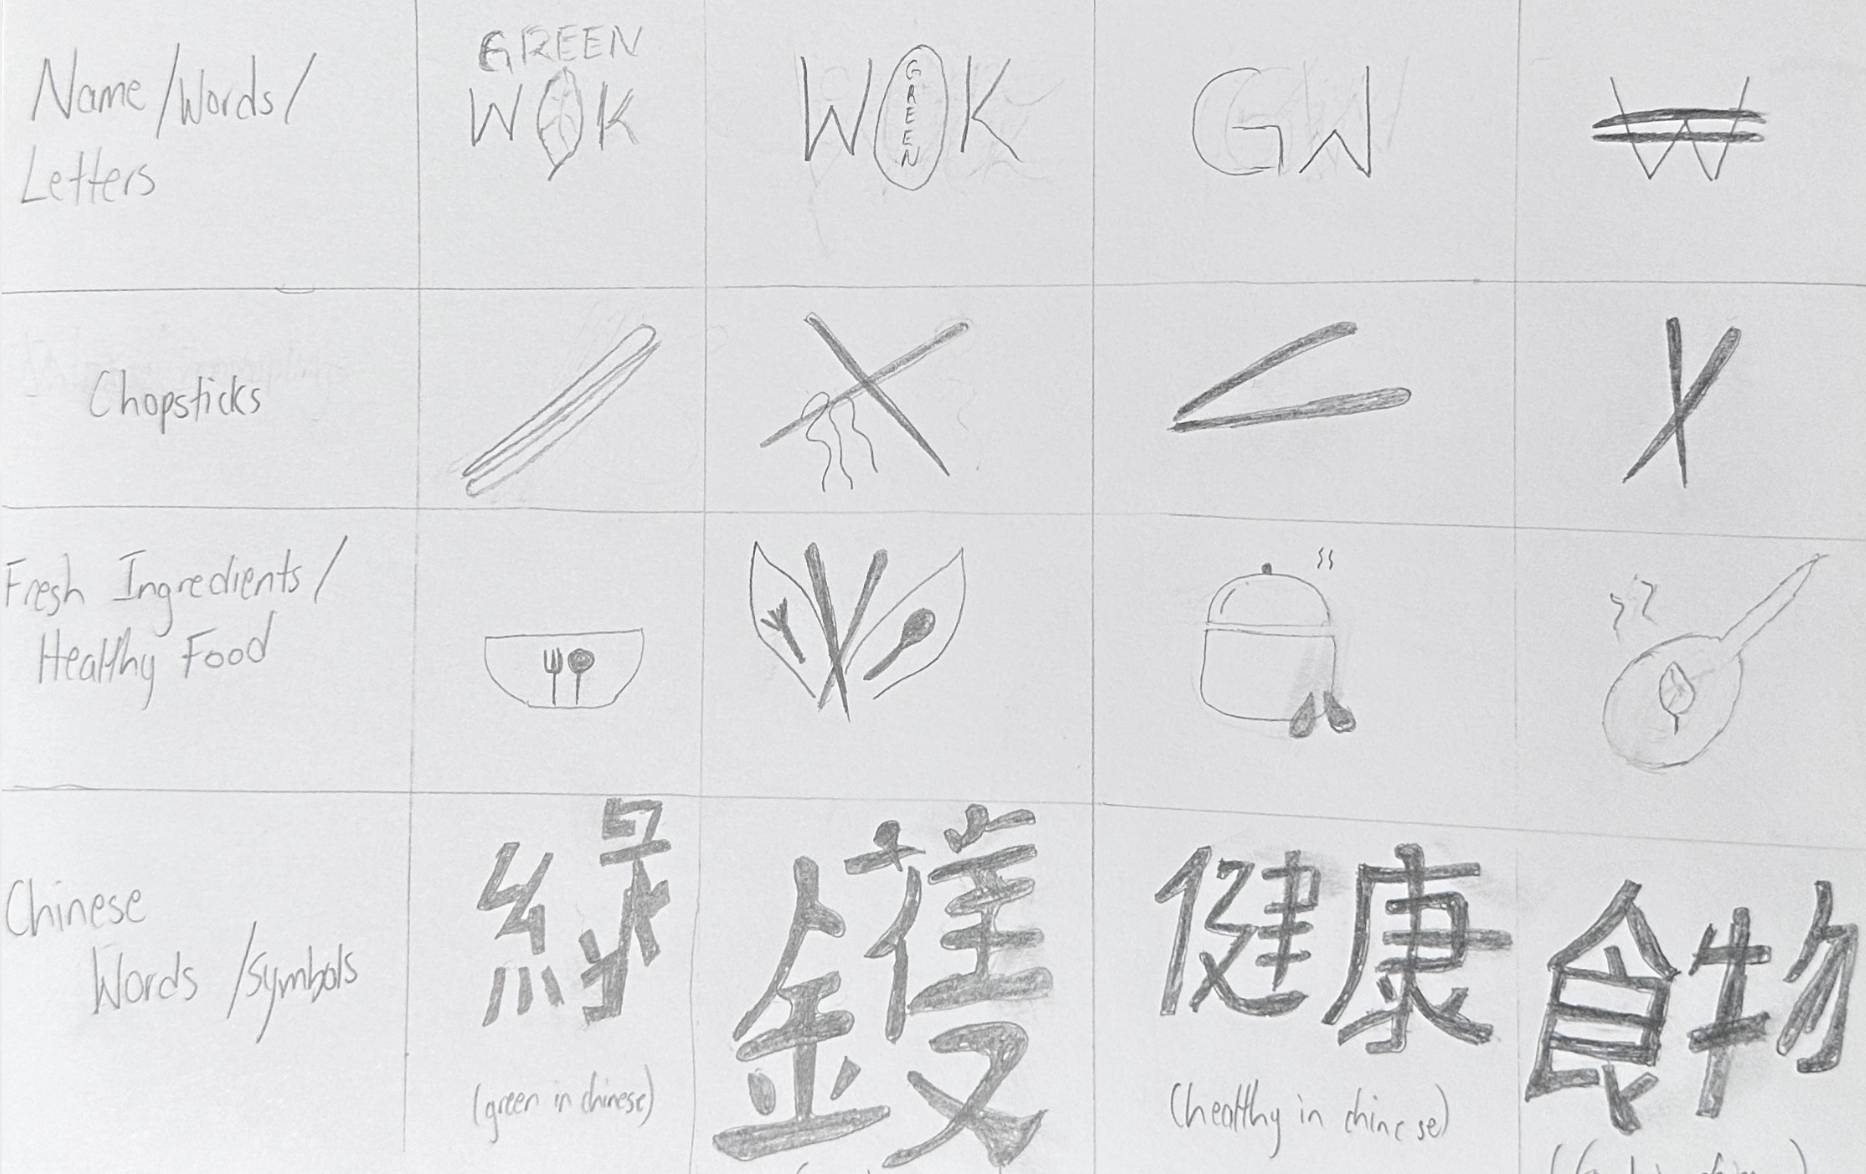 Name/Words/
Letters
GREEN
WOK
WOK
GREEN
GW
W
Chopsticks
Fresh Ingredients/
Healthy Food
Chinese
Words/Symbols
綠
(green in chinese)
鑊
健康
(healthy in chinese)
食物